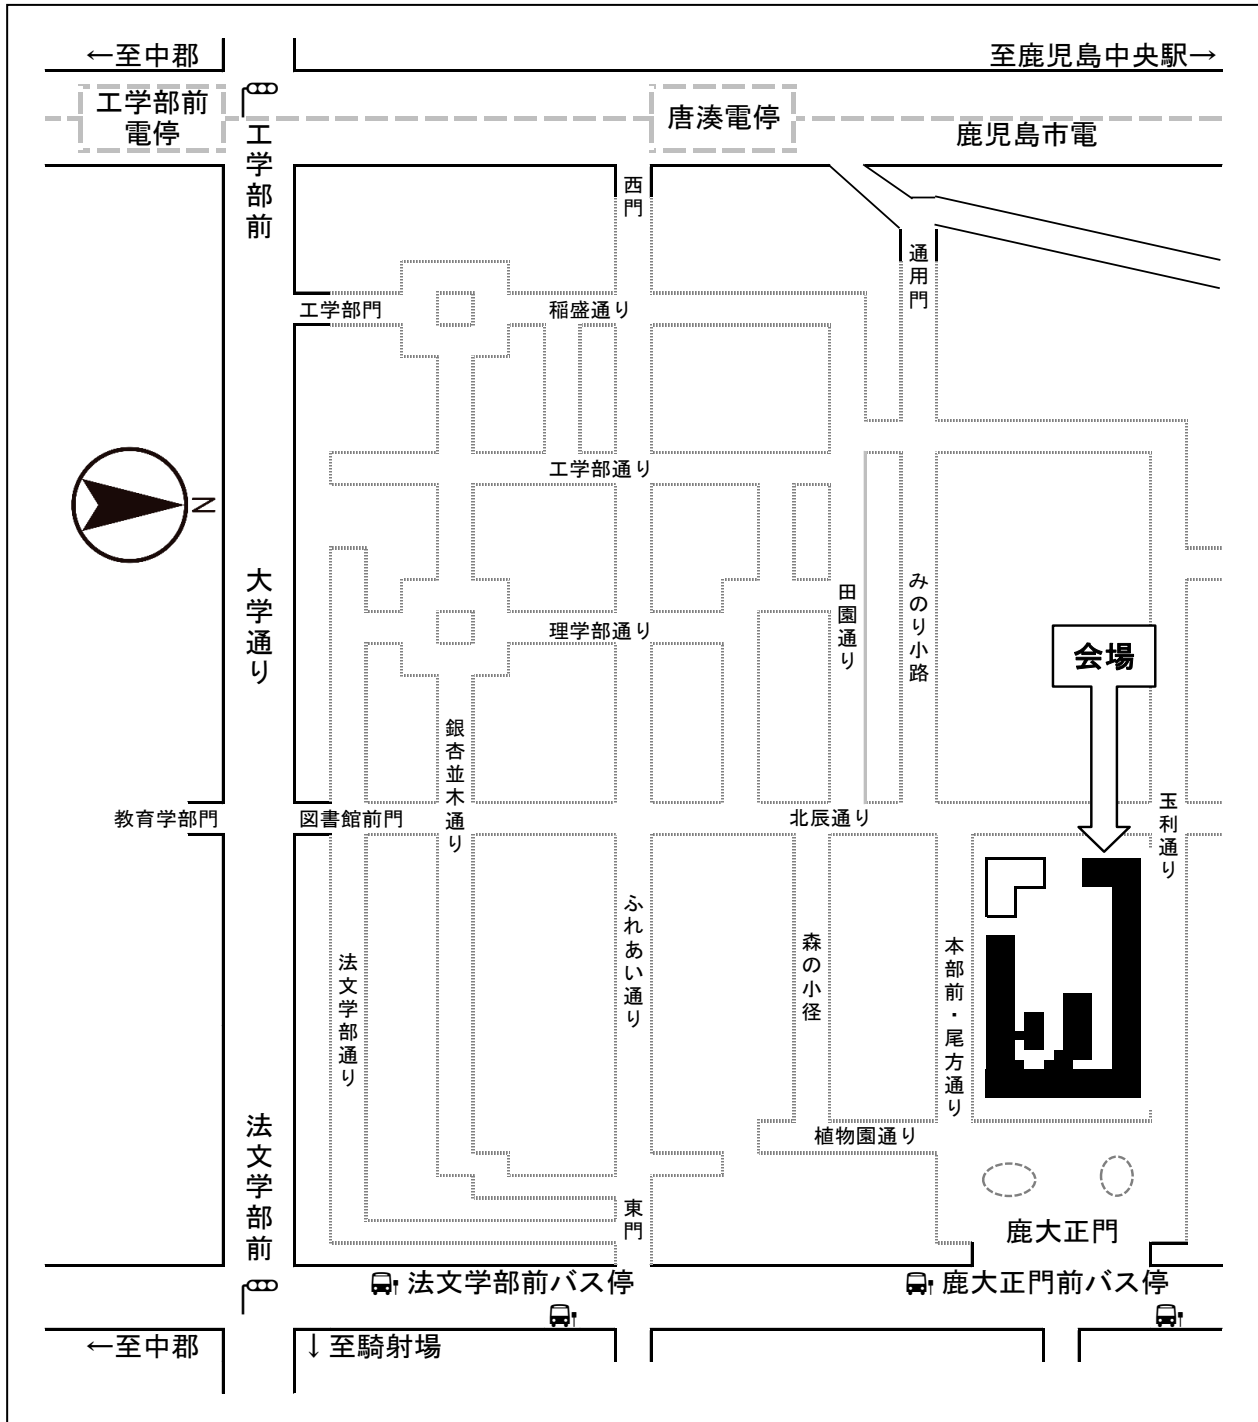 ←至中郡
至鹿児島中央駅→
工学部前
電停
唐湊電停
鹿児島市電
工学部前
西門
通用門
工学部門
稲盛通り
工学部通り
N
大学通り
田園通り
みのり小路
理学部通り
会場
銀杏並木通り
教育学部門
図書館前門
北辰通り
玉利通り
ふれあい通り
森の小径
本部前・尾方通り
法文学部通り
法文学部前
植物園通り
東門
鹿大正門
法文学部前バス停
鹿大正門前バス停
←至中郡
↓至騎射場